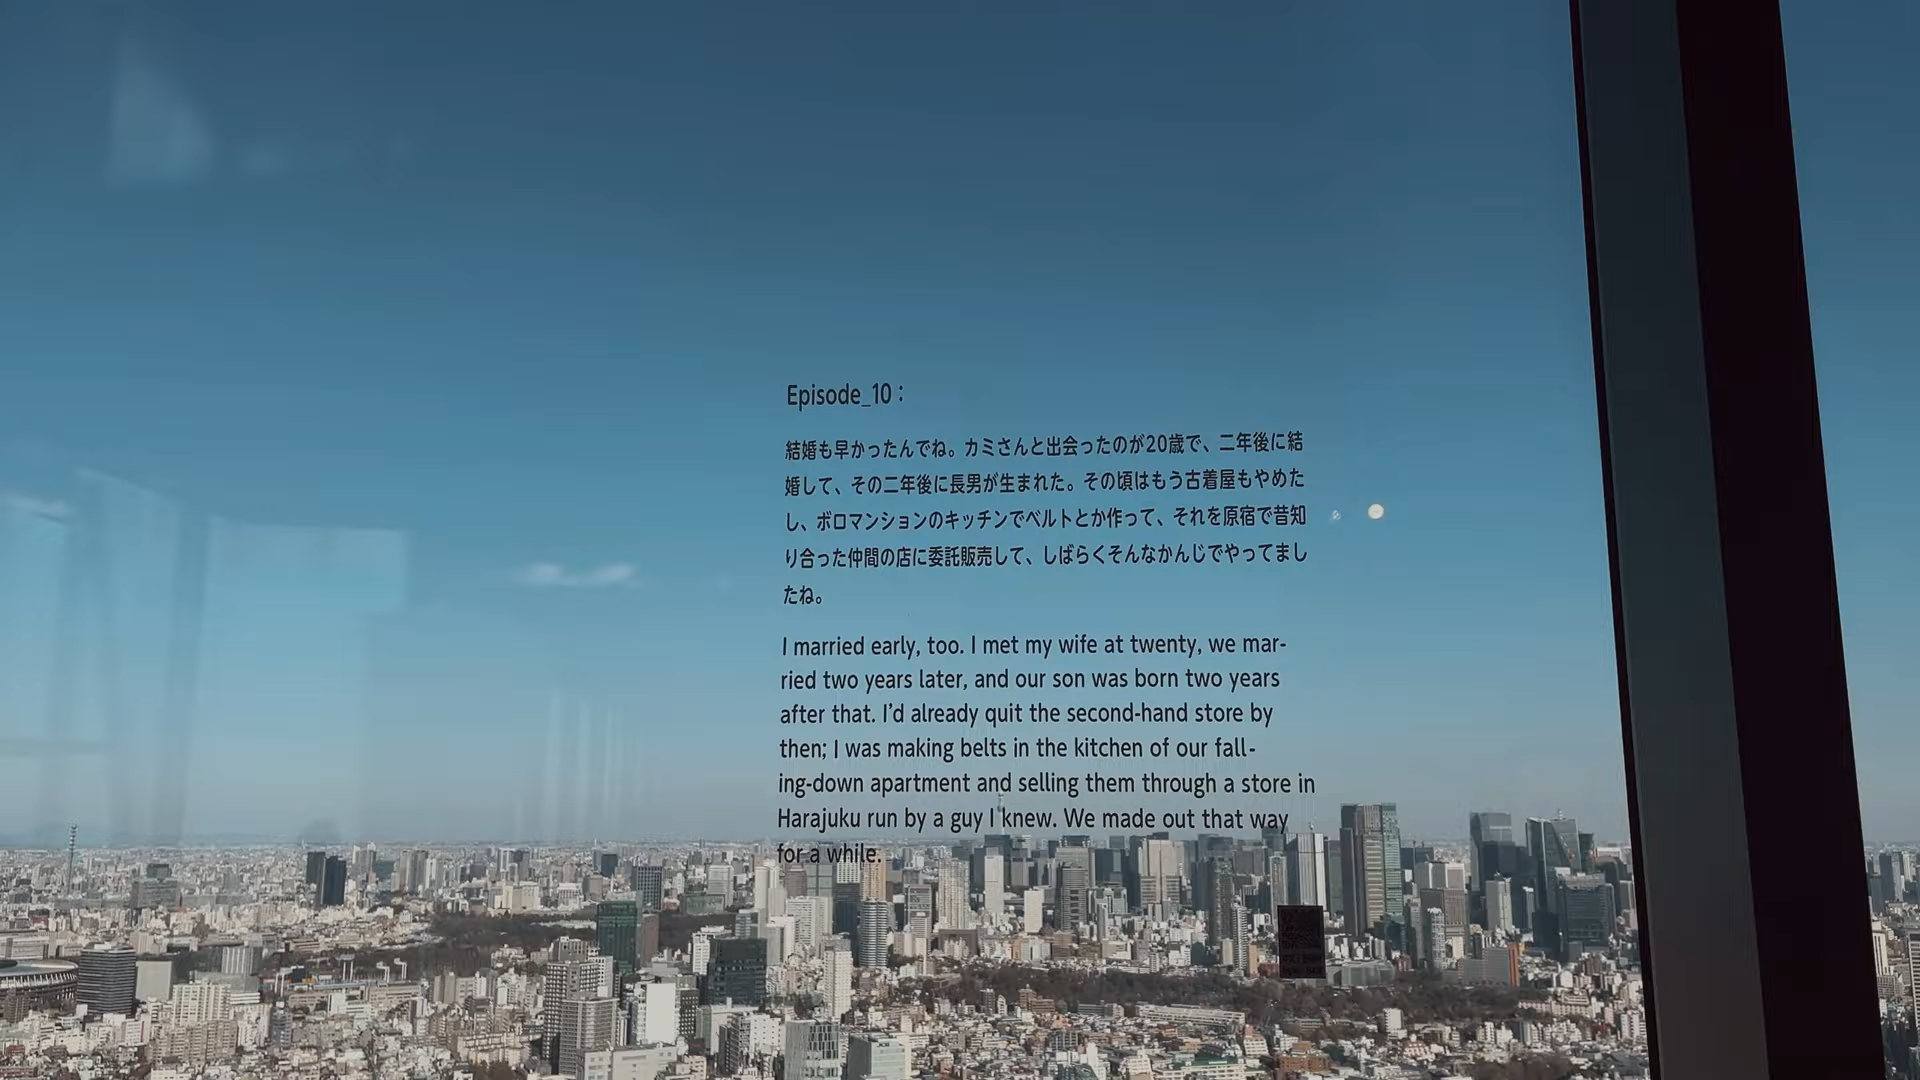 Episode_10 :
結婚も早かったんでね。カミさんと出会ったのが20歳で、二年後に結
婚して、その二年後に長男が生まれた。その頃はもう古着屋もやめた
し、ボロマンションのキッチンでベルトとか作って、それを原宿で昔知
り合った仲間の店に委託販売して、しばらくそんなかんじでやってまし
たね。
I married early, too. I met my wife at twenty, we mar-
ried two years later, and our son was born two years
after that. I’d already quit the second-hand store by
then; I was making belts in the kitchen of our fall-
ing-down apartment and selling them through a store in
Harajuku run by a guy I knew. We made out that way
for a while.